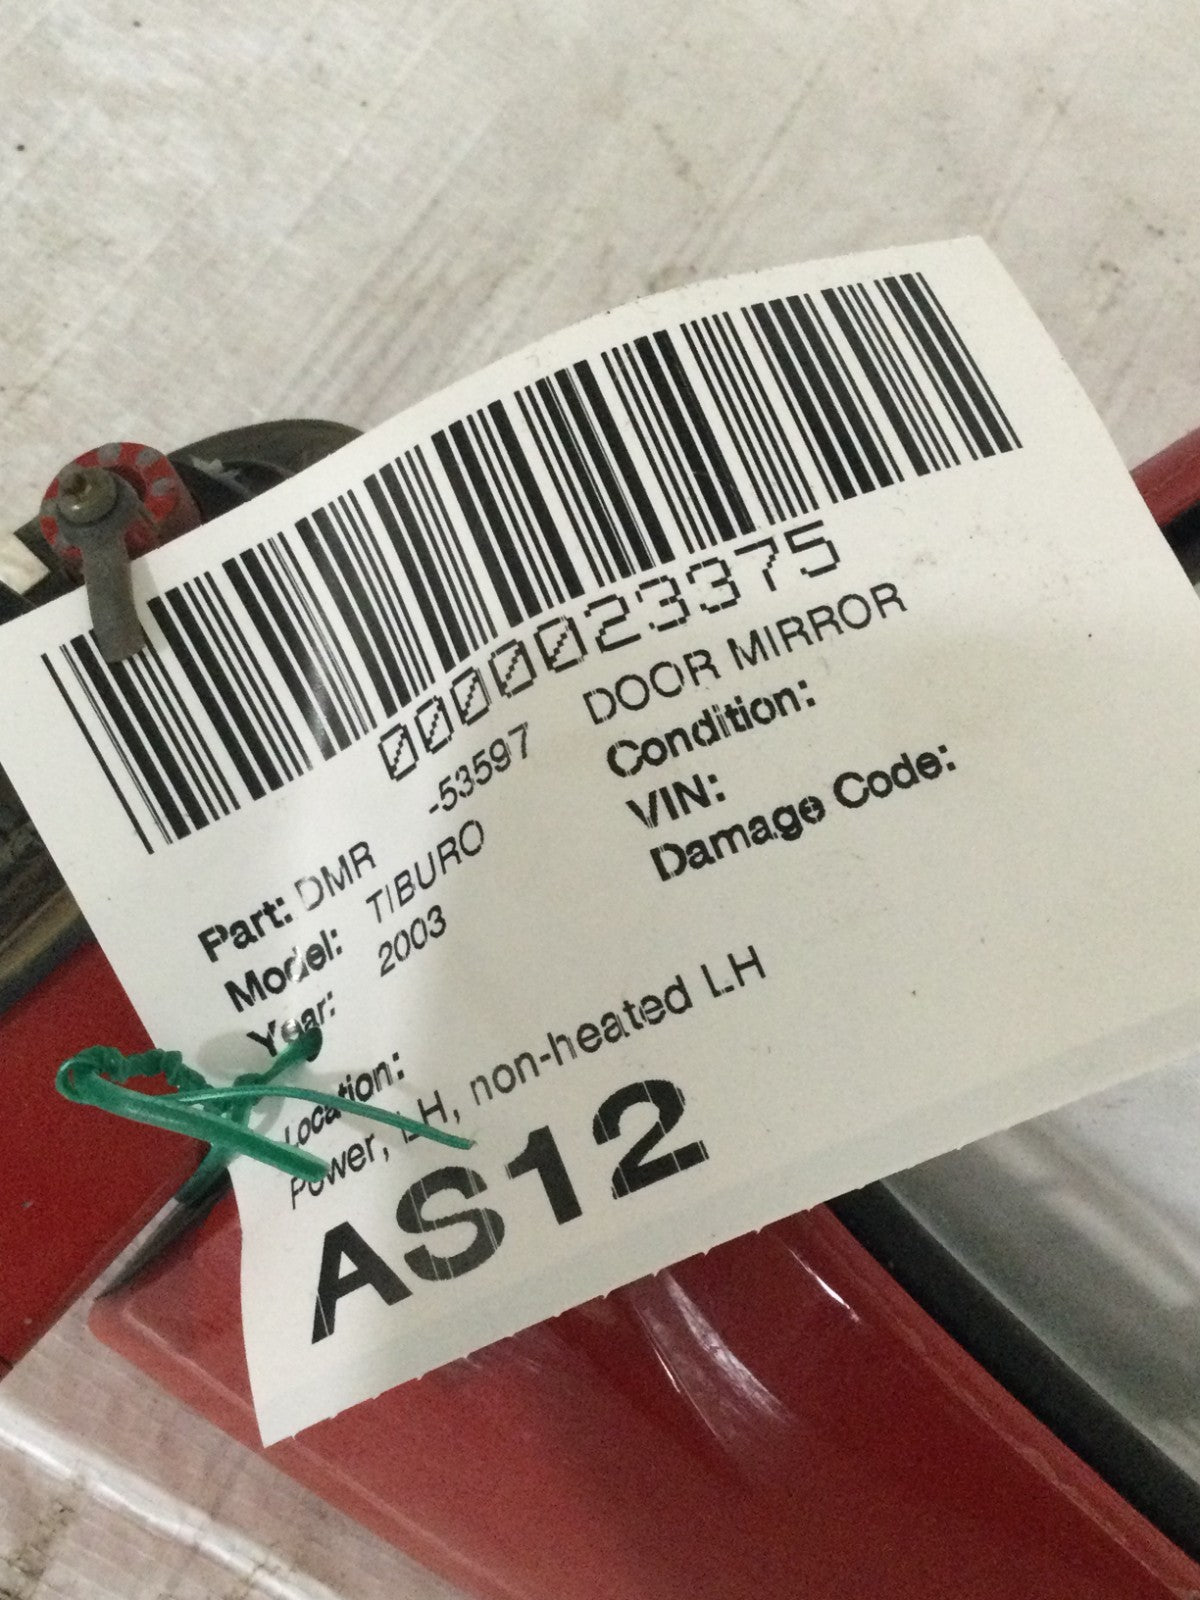 0000023375
Part: DMR -53597 DOOR MIRROR
Model: TIBURO Condition:
Year: 2003 VIN:
Damage Code:
Location:
Power, LH, non-heated LH
AS12